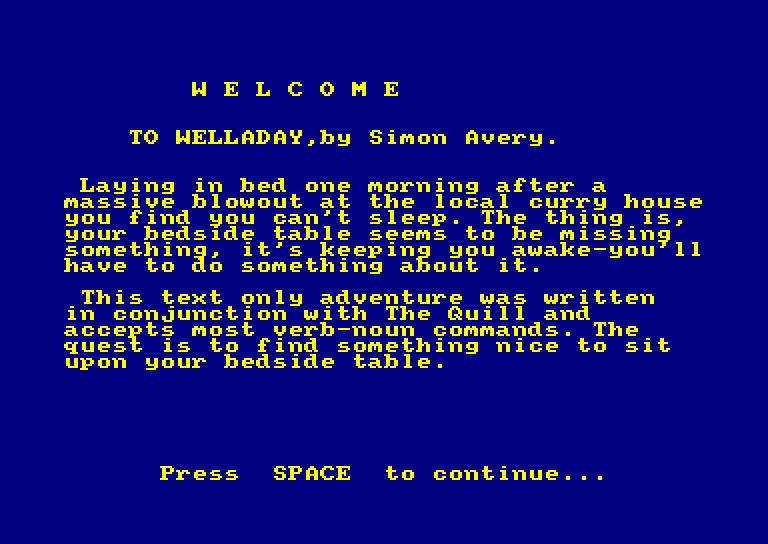 W E L C O M E
TO WELLADAY,by Simon Avery.
Laying in bed one morning after a
massive blowout at the local curry house
you find you can't sleep. The thing is,
your bedside table seems to be missing
something, it's keeping you awake-you'll
have to do something about it.
This text only adventure was written
in conjunction with The Quill and
accepts most verb-noun commands. The
quest is to find something nice to sit
upon your bedside table.
Press SPACE to continue...